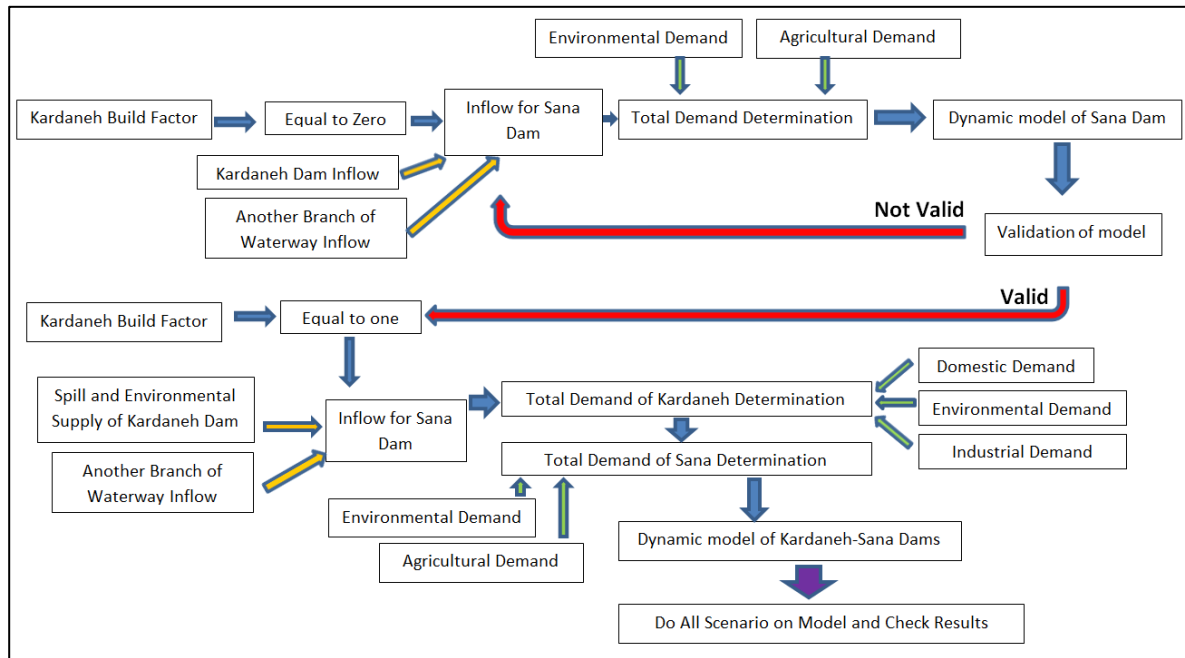 Environmental Demand
Agricultural Demand
Kardaneh Build Factor
Equal to Zero
Inflow for Sana
Dam
Total Demand Determination
Dynamic model of Sana Dam
Kardaneh Dam Inflow
Another Branch of
Waterway Inflow
Not Valid
Validation of model
Valid
Kardaneh Build Factor
Equal to one
Domestic Demand
Spill and Environmental
Supply of Kardaneh Dam
Inflow for Sana
Dam
Total Demand of Kardaneh Determination
Environmental Demand
Industrial Demand
Another Branch of
Waterway Inflow
Total Demand of Sana Determination
Environmental Demand
Agricultural Demand
Dynamic model of Kardaneh-Sana Dams
Do All Scenario on Model and Check Results